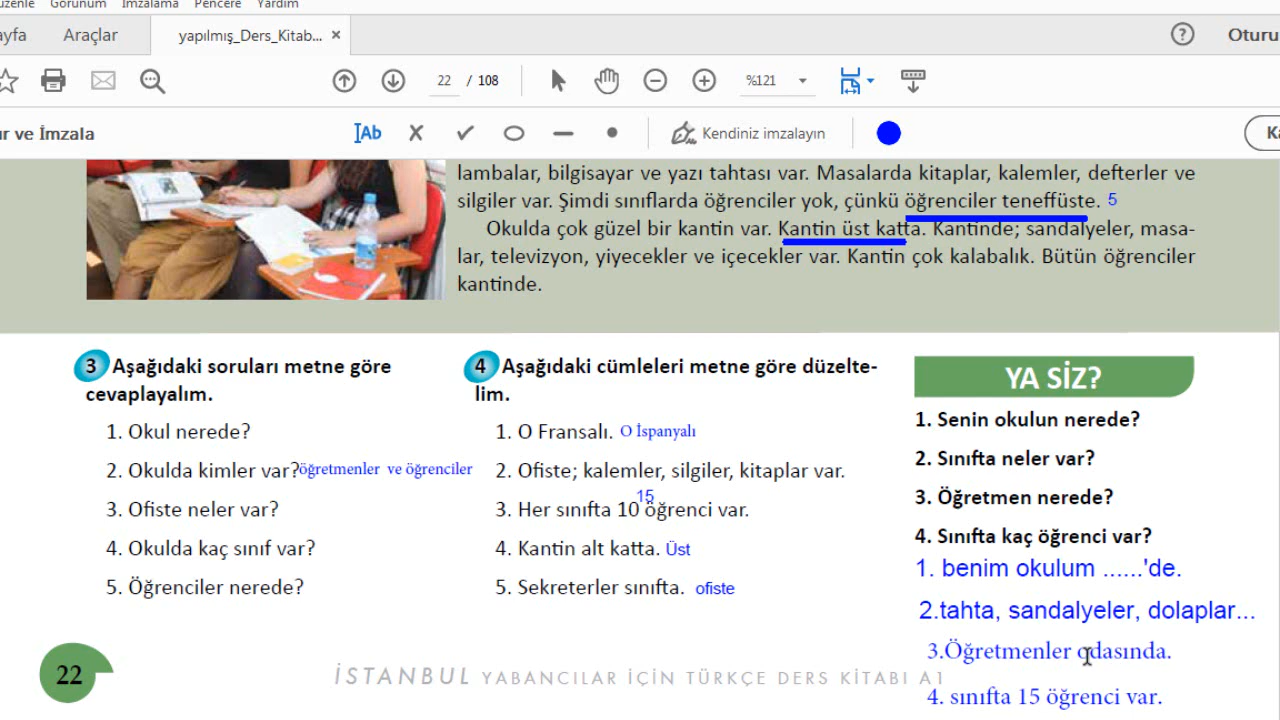 Görünüm Yardım
Pencere
Araçlar yapılmış_Ders_Kitab... ×
22 / 108 %121
ır ve İmzala Ab Kendiniz imzalayın
lambalar, bilgisayar ve yazı tahtası var. Masalarda kitaplar, kalemler, defterler ve
silgiler var. Şimdi sınıflarda öğrenciler yok, çünkü öğrenciler teneffüste. 5
Okulda çok güzel bir kantin var. Kantin üst katta. Kantinde; sandalyeler, masa-
lar, televizyon, yiyecekler ve içecekler var. Kantin çok kalabalık. Bütün öğrenciler
kantinde.
3 Aşağıdaki soruları metne göre
cevaplayalım.
1. Okul nerede?
2. Okulda kimler var? öğretmenler ve öğrenciler
3. Ofiste neler var?
4. Okulda kaç sınıf var?
5. Öğrenciler nerede?
4 Aşağıdaki cümleleri metne göre düzelte-
lim.
1. O Fransalı. O İspanyalı
2. Ofiste; kalemler, silgiler, kitaplar var.
15
3. Her sınıfta 10 öğrenci var.
4. Kantin alt katta. Üst
5. Sekreterler sınıfta. ofiste
YA SİZ?
1. Senin okulun nerede?
2. Sınıfta neler var?
3. Öğretmen nerede?
4. Sınıfta kaç öğrenci var?
1. benim okulum ......'de.
2.tahta, sandalyeler, dolaplar...
3.Öğretmenler odasında.
4. sınıfta 15 öğrenci var.
22
İSTANBUL YABANCILAR İÇİN TÜRKÇE DERS KİTABI A1